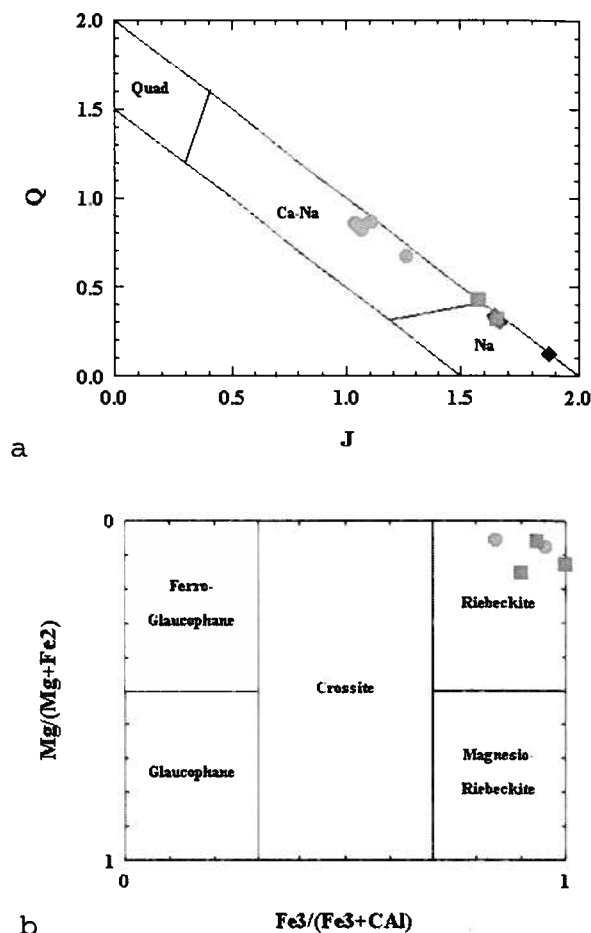 2.0
Quad
1.5
Q
1.0
Ca-Na
0.5
Na
0.0
0.0 0.5 1.0 1.5 2.0
J
a
0
Ferro-
Glaucophane
Riebeckite
Mg/(Mg+Fe2)
Crossite
Glaucophane
Magnesio
Riebeckite
1
0 1
Fe3/(Fe3+CAl)
b